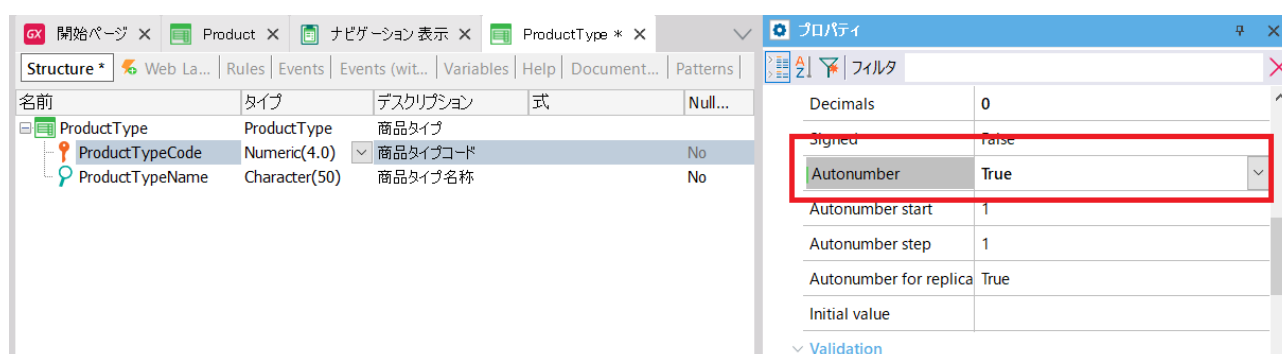 GX 開始ページ × Product × ナビゲーション 表示 × ProductType * ×
Structure * Web La... Rules Events Events (wit... Variables Help Document... Patterns
名前 タイプ デスクリプション 式 Null...
ProductType ProductType 商品タイプ
ProductTypeCode Numeric(4.0) 商品タイプコード No
ProductTypeName Character(50) 商品タイプ名称 No
プロパティ
フィルタ
Decimals 0
Signed False
Autonumber True
Autonumber start 1
Autonumber step 1
Autonumber for replica True
Initial value
Validation